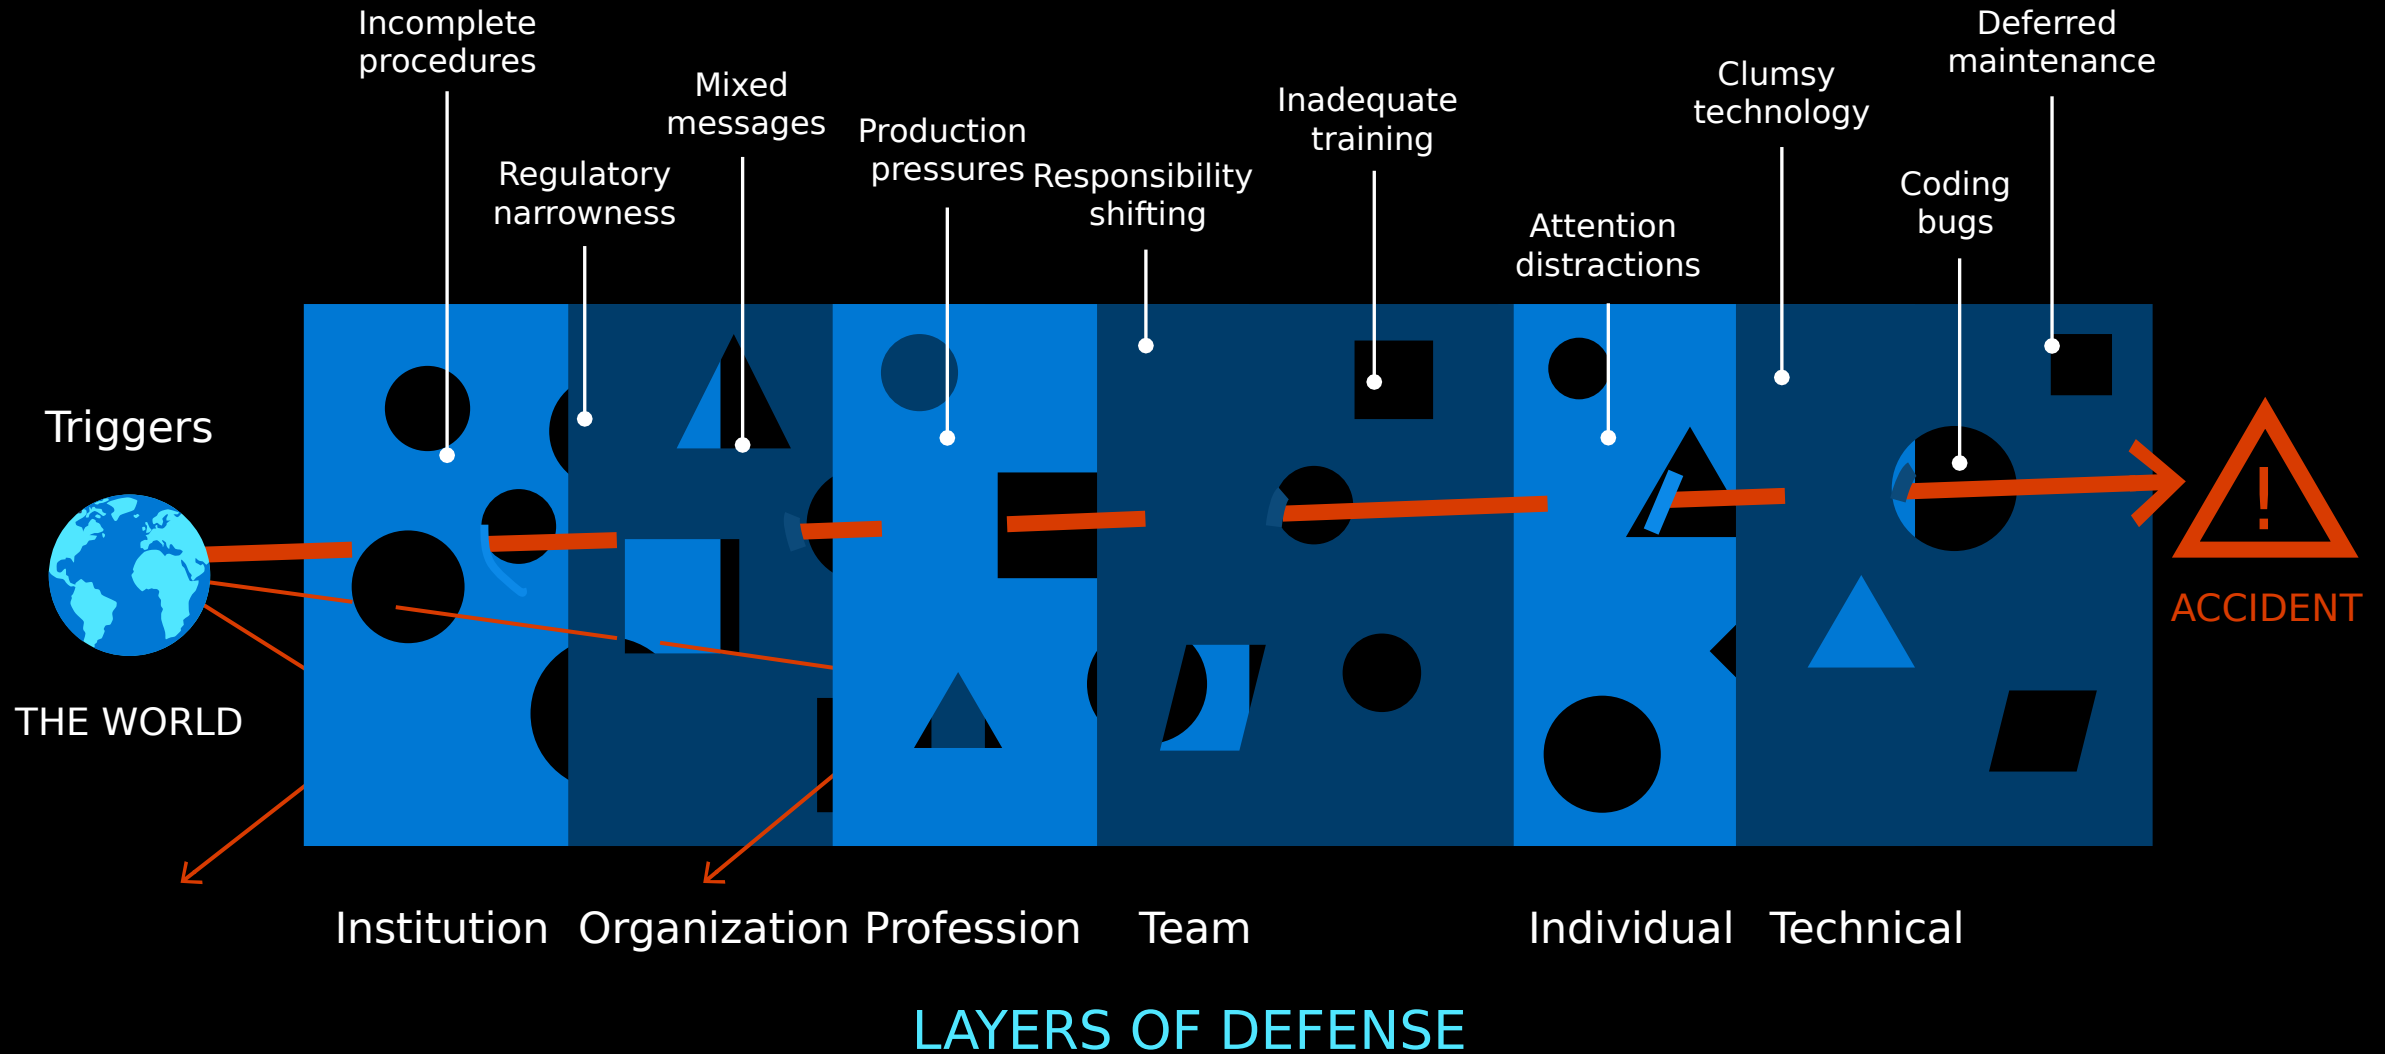 Incomplete
procedures
Regulatory
narrowness
Mixed
messages
Production
pressures
Responsibility
shifting
Inadequate
training
Attention
distractions
Clumsy
technology
Coding
bugs
Deferred
maintenance
Triggers
THE WORLD
!
ACCIDENT
Institution
Organization
Profession
Team
Individual
Technical
LAYERS OF DEFENSE